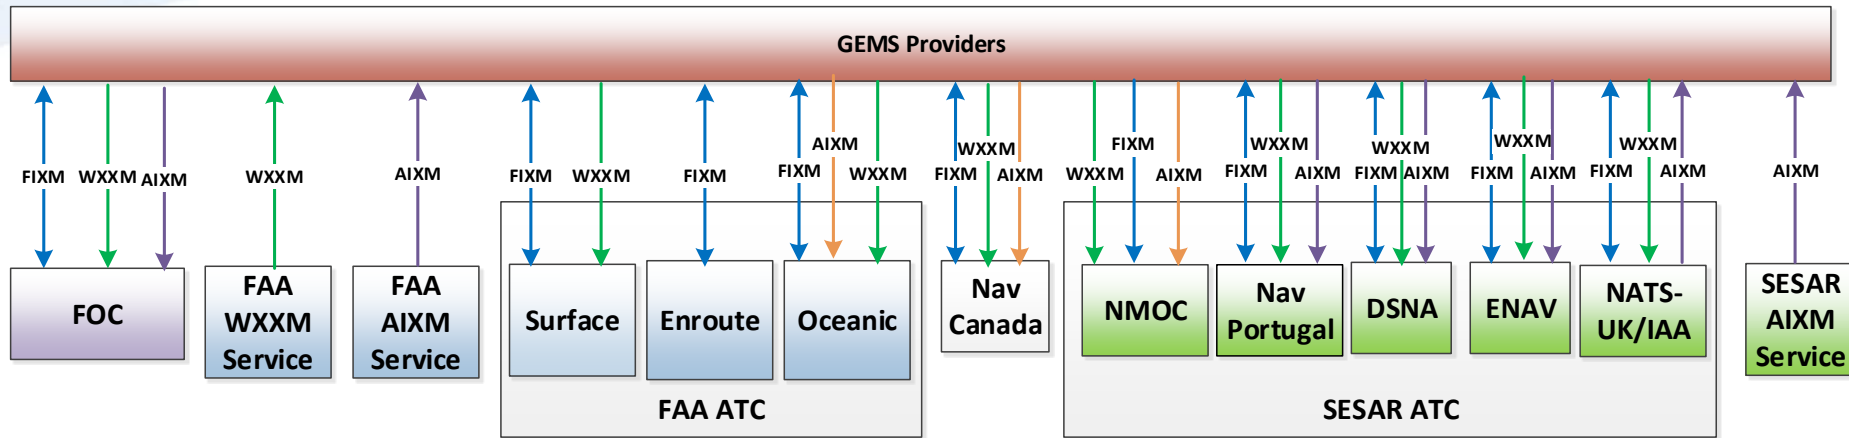 GEMS Providers
FIXM
WXXM
AIXM
WXXM
AIXM
FIXM
WXXM
FIXM
FIXM
AIXM
WXXM
FIXM
WXXM
AIXM
WXXM
FIXM
AIXM
FIXM
WXXM
AIXM
FIXM
WXXM
AIXM
FIXM
WXXM
AIXM
FIXM
WXXM
AIXM
AIXM
FOC
FAA
WXXM
Service
FAA
AIXM
Service
Surface
Enroute
Oceanic
FAA ATC
Nav
Canada
NMOC
Nav
Portugal
DSNA
ENAV
NATS-
UK/IAA
SESAR ATC
SESAR
AIXM
Service